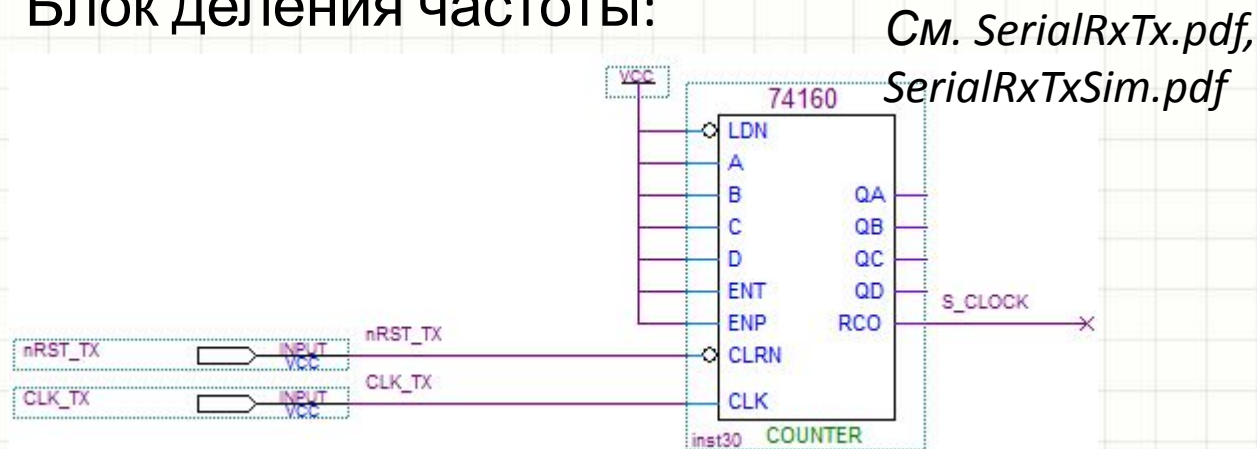 Блок деления частоты:
См. SerialRxTx.pdf,
SerialRxTxSim.pdf
VCC
74160
LDN
A
B QA
C QB
D QC
ENT QD
ENP RCO S_CLOCK
nRST_TX INPUT VCC nRST_TX CLRN
CLK_TX INPUT VCC CLK_TX CLK
inst30 COUNTER